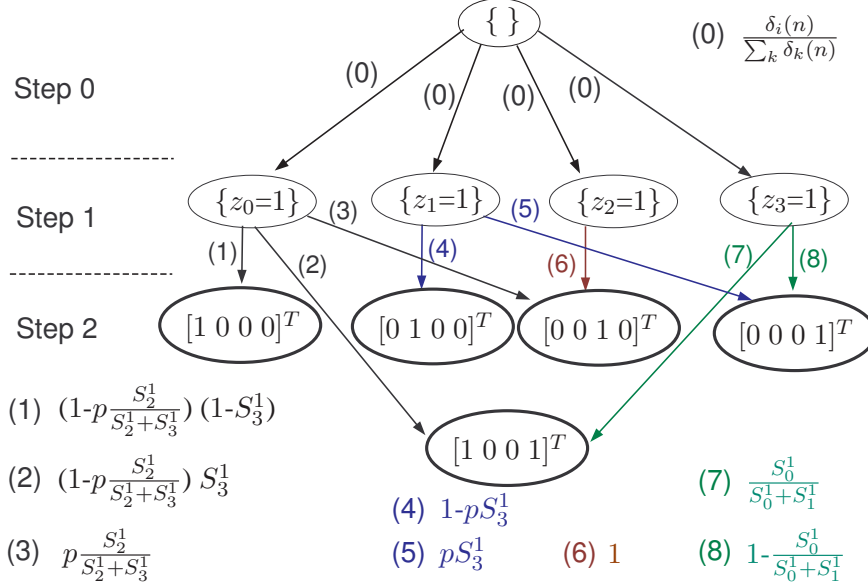 { }
(0) δ_i(n) / ∑_k δ_k(n)
Step 0
(0) (0) (0) (0)
{z_0=1} {z_1=1} {z_2=1} {z_3=1}
Step 1
(1) (2) (3) (4) (5) (6) (7) (8)
Step 2
[1 0 0 0]^T [0 1 0 0]^T [0 0 1 0]^T [0 0 0 1]^T
[1 0 0 1]^T
(1) (1-p S_2^1/(S_2^1+S_3^1)) (1-S_3^1)
(2) (1-p S_2^1/(S_2^1+S_3^1)) S_3^1
(3) p S_2^1/(S_2^1+S_3^1)
(4) 1-pS_3^1
(5) pS_3^1
(6) 1
(7) S_0^1/(S_0^1+S_1^1)
(8) 1-S_0^1/(S_0^1+S_1^1)